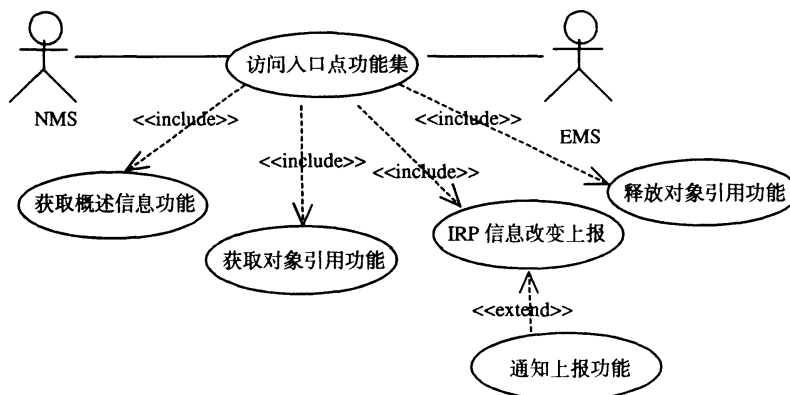 访问入口点功能集
NMS
<<include>>
<<include>>
EMS
<<include>>
<<include>>
获取概述信息功能
释放对象引用功能
IRP 信息改变上报
获取对象引用功能
<<extend>>
通知上报功能